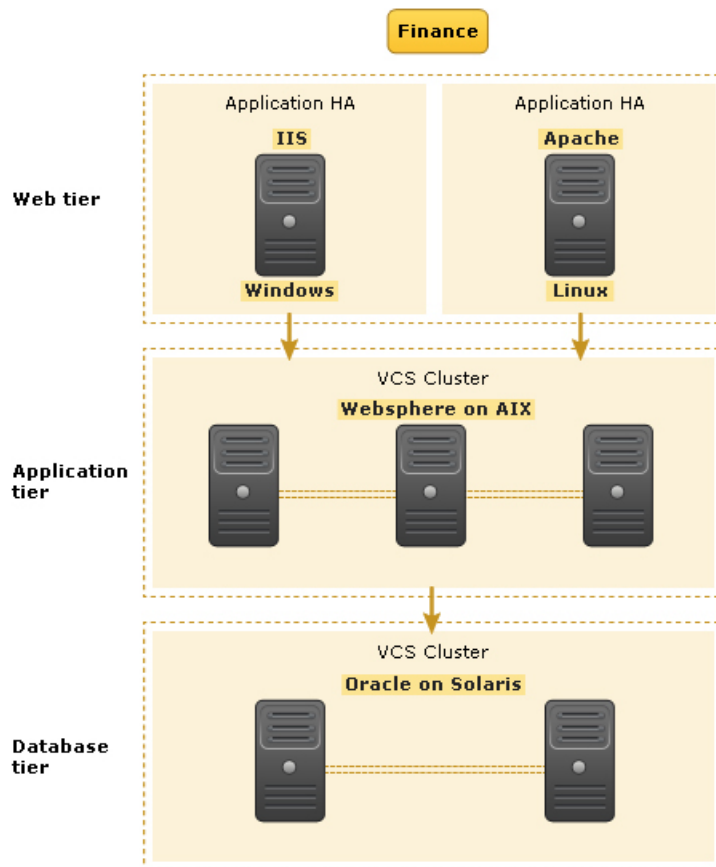 Finance
Application HA
Application HA
IIS
Apache
Web tier
Windows
Linux
VCS Cluster
Websphere on AIX
Application
tier
VCS Cluster
Oracle on Solaris
Database
tier